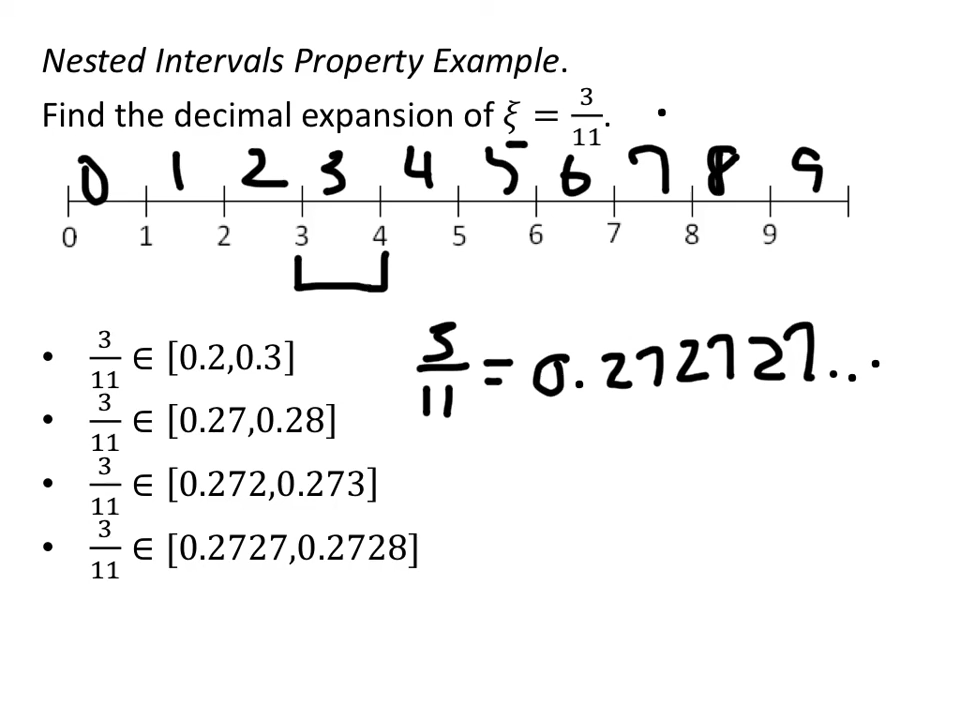 Nested Intervals Property Example.
Find the decimal expansion of ξ = 3/11.
0 1 2 3 4 5 6 7 8 9
0 1 2 3 4 5 6 7 8 9
• 3/11 ∈ [0.2,0.3]
3/11 = 0.272727...
• 3/11 ∈ [0.27,0.28]
• 3/11 ∈ [0.272,0.273]
• 3/11 ∈ [0.2727,0.2728]